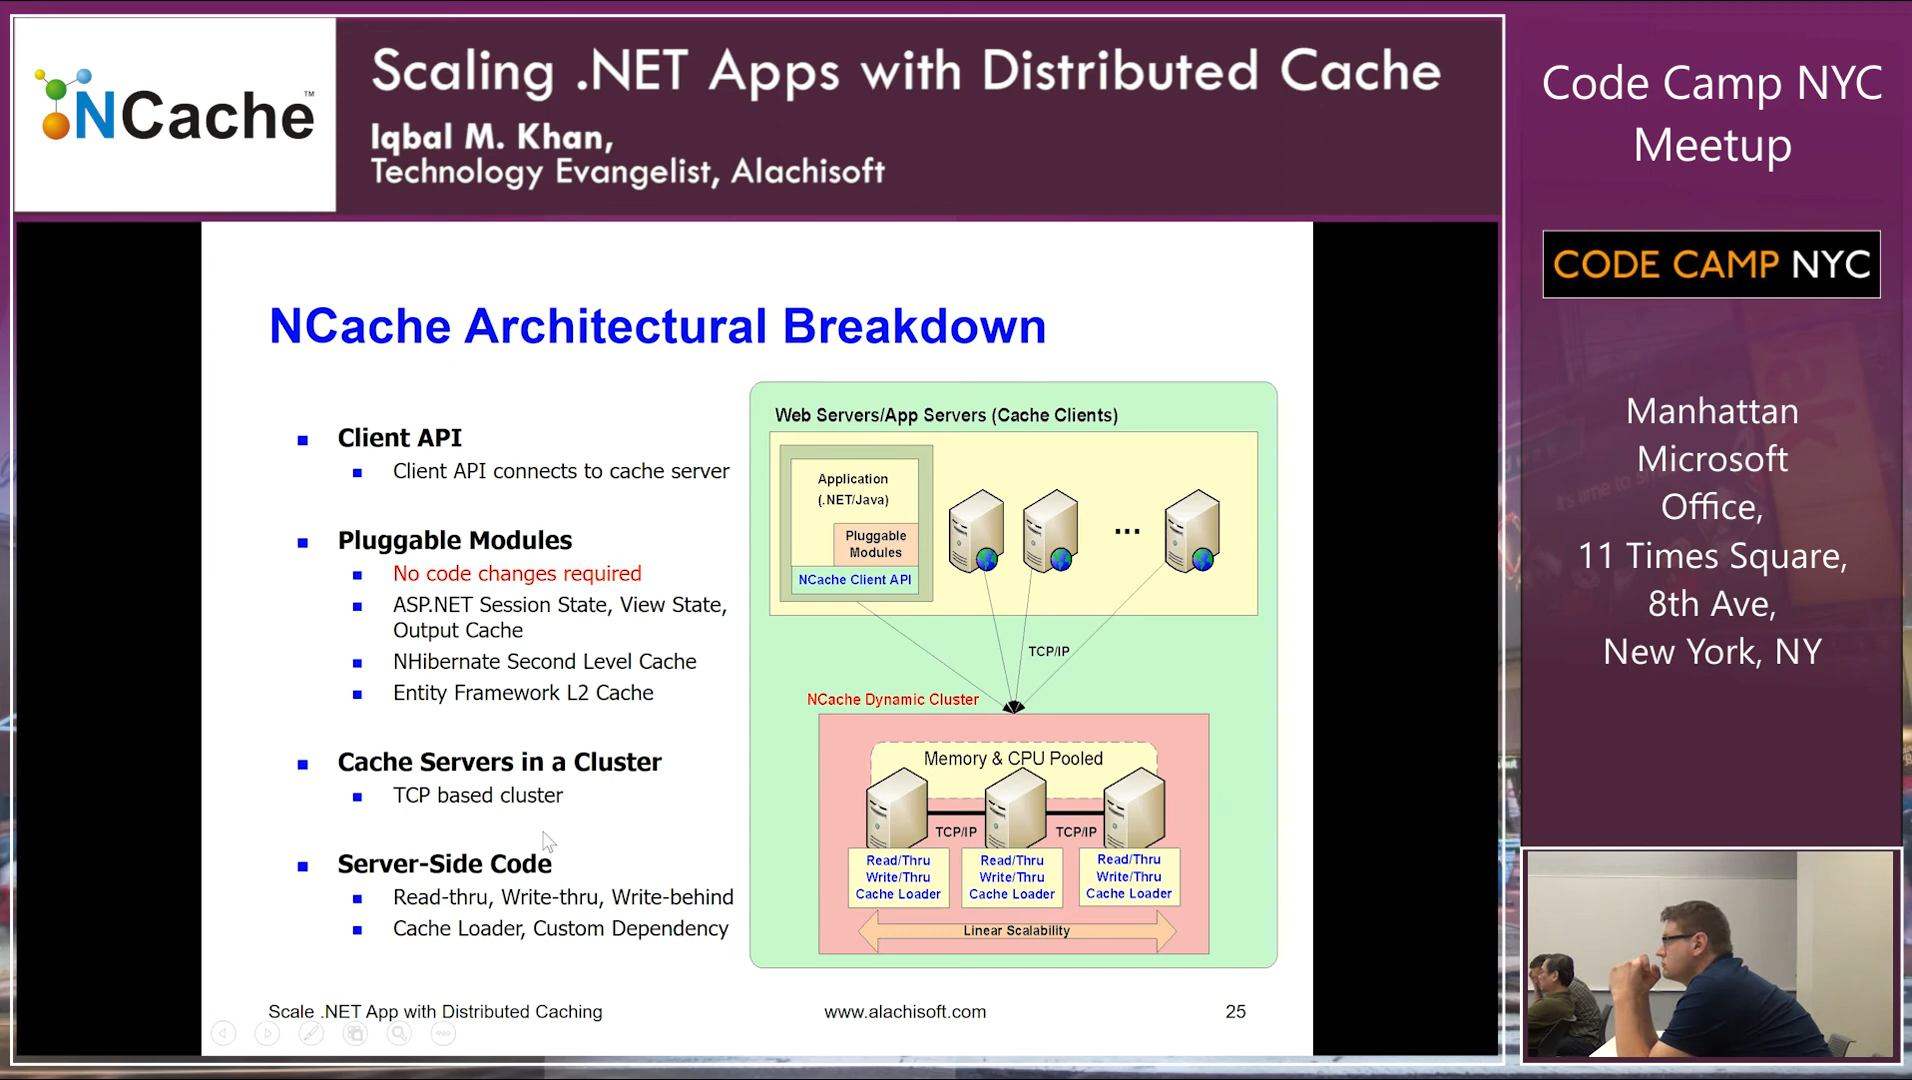 NCache™
Scaling .NET Apps with Distributed Cache
Iqbal M. Khan,
Technology Evangelist, Alachisoft
Code Camp NYC
Meetup
CODE CAMP NYC
Manhattan
Microsoft
Office,
11 Times Square,
8th Ave,
New York, NY
NCache Architectural Breakdown
Client API
Client API connects to cache server
Pluggable Modules
No code changes required
ASP.NET Session State, View State,
Output Cache
NHibernate Second Level Cache
Entity Framework L2 Cache
Cache Servers in a Cluster
TCP based cluster
Server-Side Code
Read-thru, Write-thru, Write-behind
Cache Loader, Custom Dependency
Web Servers/App Servers (Cache Clients)
Application
(.NET/Java)
Pluggable
Modules
NCache Client API
...
TCP/IP
NCache Dynamic Cluster
Memory & CPU Pooled
TCP/IP
TCP/IP
Read/Thru
Write/Thru
Cache Loader
Read/Thru
Write/Thru
Cache Loader
Read/Thru
Write/Thru
Cache Loader
Linear Scalability
Scale .NET App with Distributed Caching
www.alachisoft.com
25